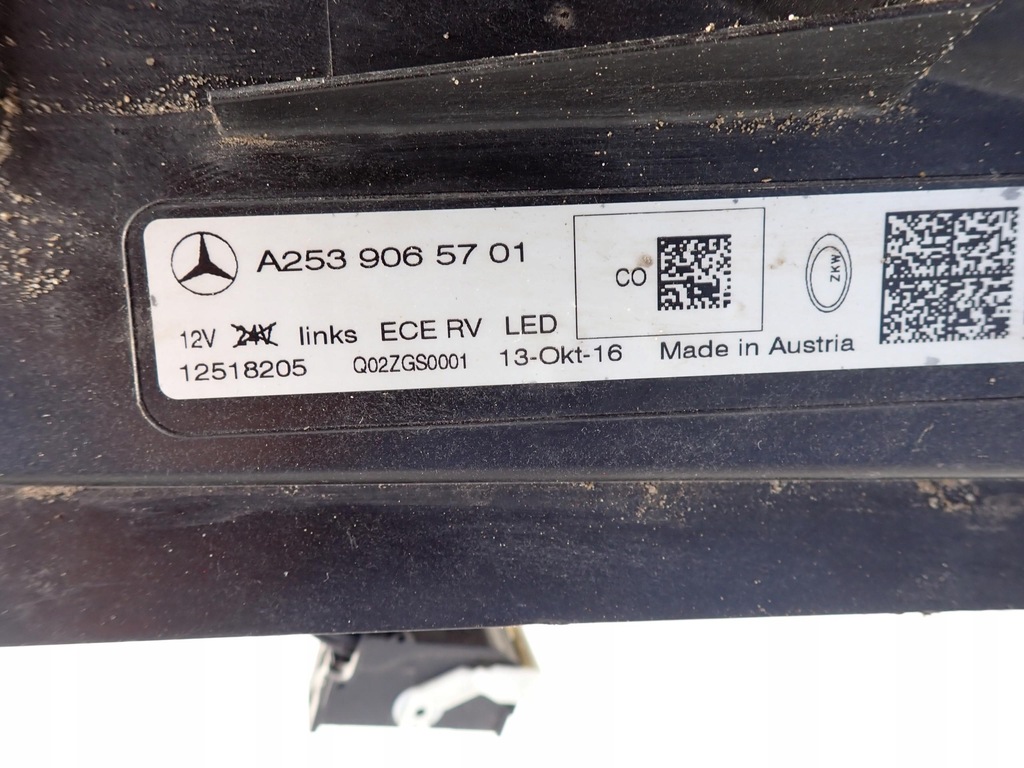 A253 906 57 01
CO
ZKW
12V 24V links ECE RV LED
12518205 Q02ZGS0001 13-Okt-16 Made in Austria